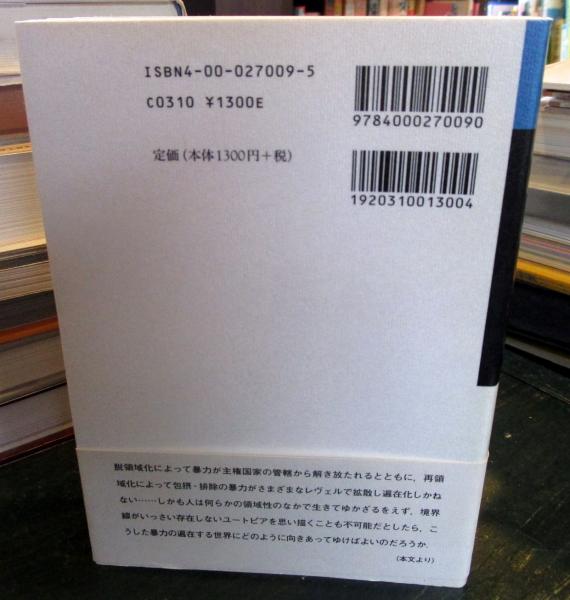 ISBN4-00-027009-5
C0310 ¥1300E
定価(本体1300円+税)
9784000270090
1920310013004
脱領域化によって暴力が主権国家の管轄から解き放たれるとともに，再領
域化によって包摂・排除の暴力がさまざまなレヴェルで拡散し遍在化しかね
ない……しかも人は何らかの領域性のなかで生きてゆかざるをえず，境界
線がいっさい存在しないユートピアを思い描くことも不可能だとしたら，こ
うした暴力の遍在する世界にどのように向きあってゆけばよいのだろうか.
（本文より）